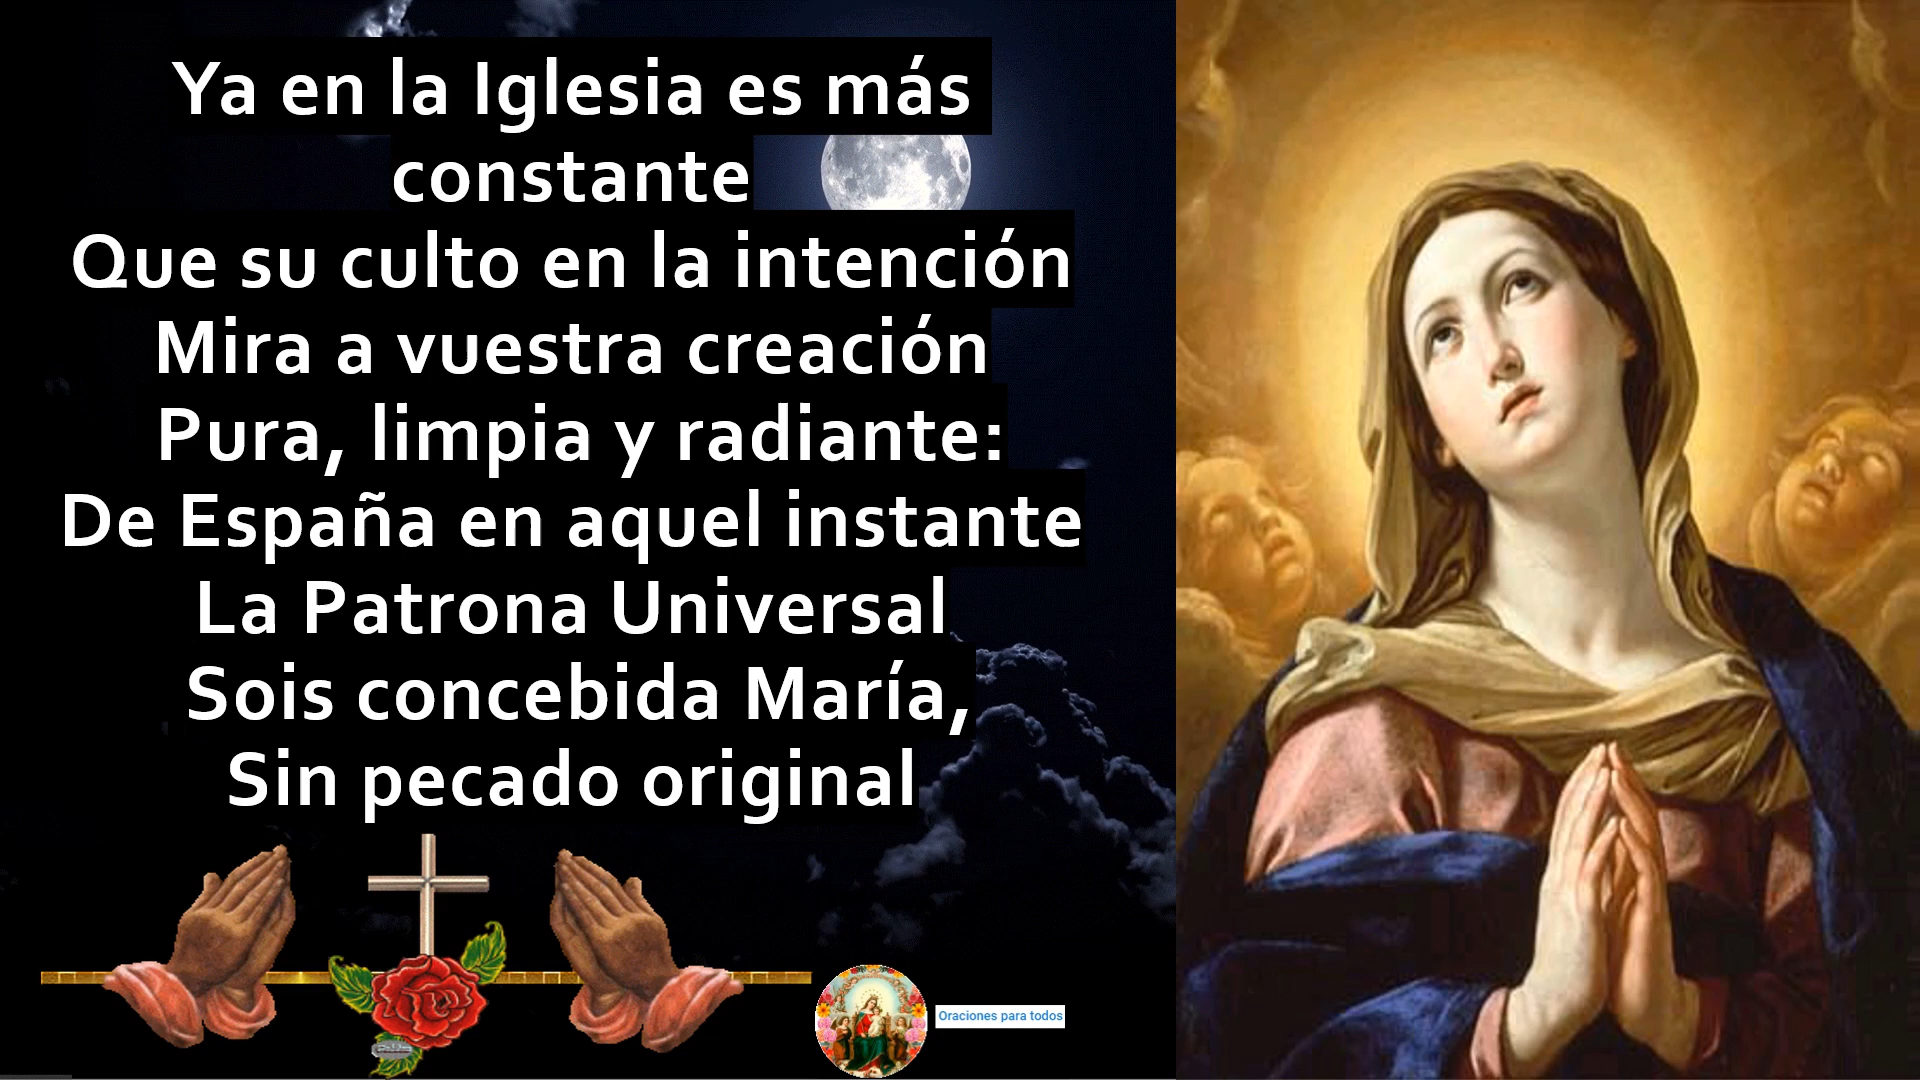 Ya en la Iglesia es más
constante
Que su culto en la intención
Mira a vuestra creación
Pura, limpia y radiante:
De España en aquel instante
La Patrona Universal
Sois concebida María,
Sin pecado original
Oraciones para todos